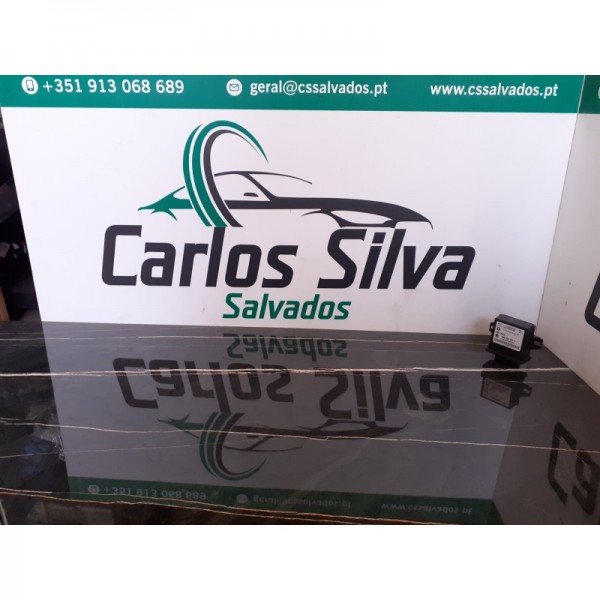 +351 913 068 689 geral@cssalvados.pt www.cssalvados.pt
Carlos Silva
Salvados